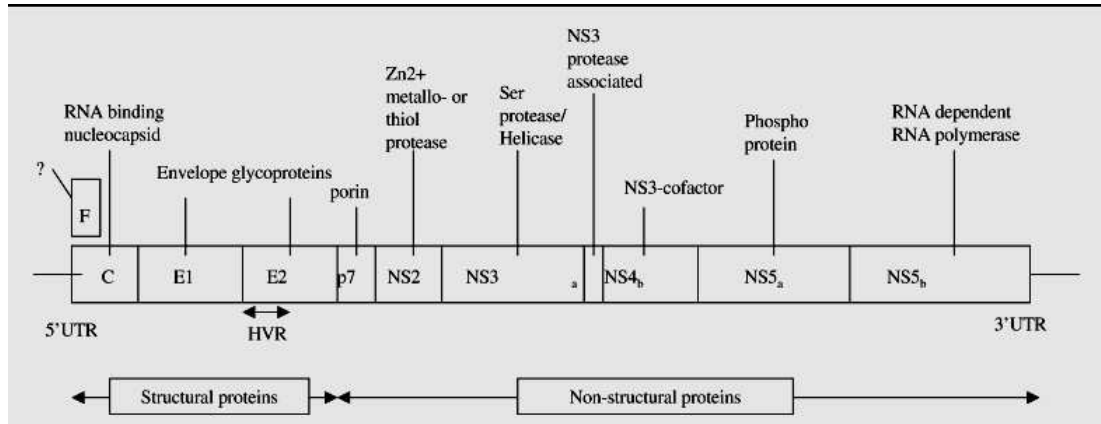 NS3
protease
associated
Zn2+
metallo- or
thiol
protease
Ser
protease/
Helicase
RNA binding
nucleocapsid
Phospho
protein
RNA dependent
RNA polymerase
?
Envelope glycoproteins
porin
NS3-cofactor
F
C E1 E2 p7 NS2 NS3 a NS4b NS5a NS5b
5'UTR
HVR
3'UTR
Structural proteins
Non-structural proteins